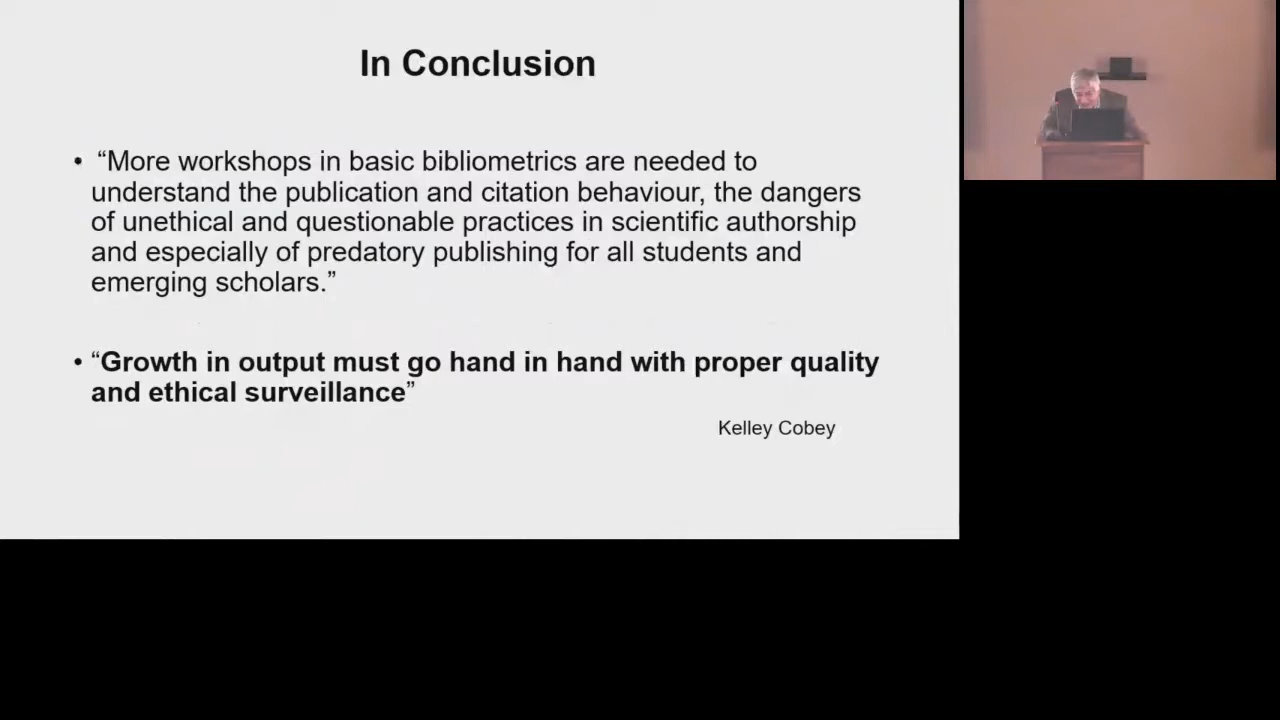 In Conclusion
• “More workshops in basic bibliometrics are needed to
understand the publication and citation behaviour, the dangers
of unethical and questionable practices in scientific authorship
and especially of predatory publishing for all students and
emerging scholars.”
• “Growth in output must go hand in hand with proper quality
and ethical surveillance”
Kelley Cobey